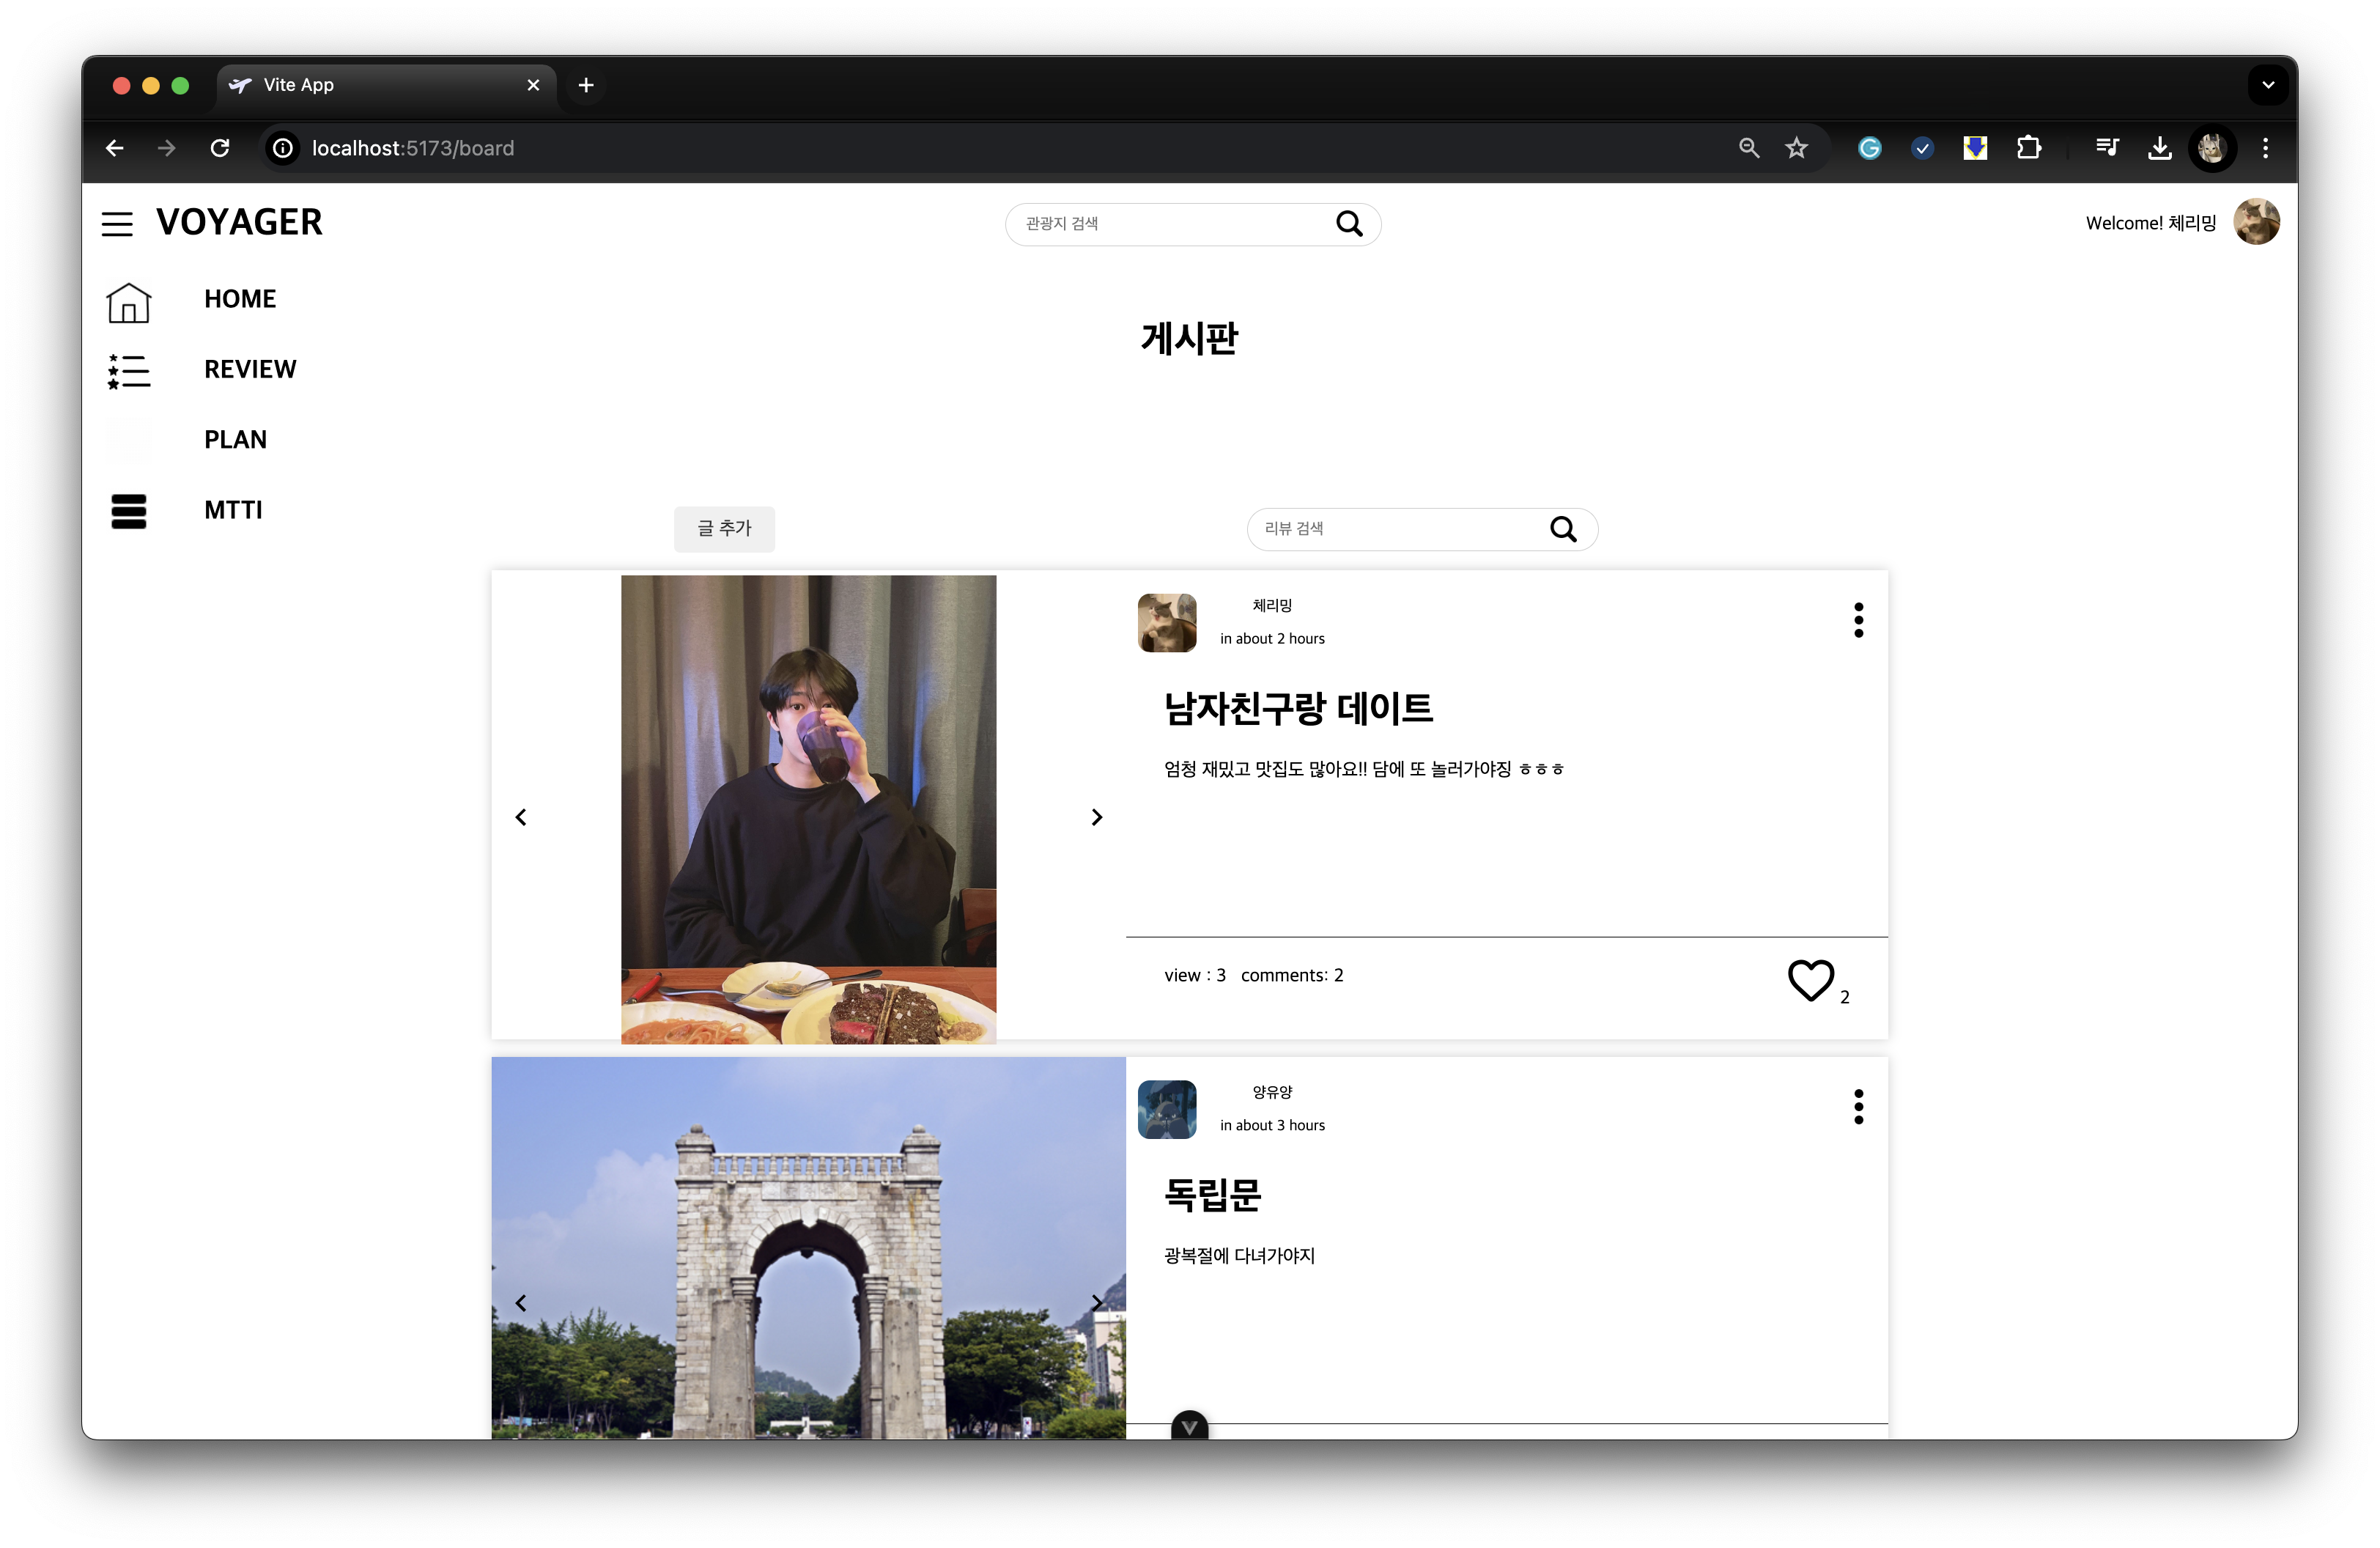 Vite App
localhost:5173/board
VOYAGER
관광지 검색
Welcome! 체리밍
HOME
REVIEW
PLAN
MTTI
게시판
글 추가
리뷰 검색
체리밍
in about 2 hours
남자친구랑 데이트
엄청 재밌고 맛집도 많아요!! 담에 또 놀러가야징 ㅎㅎㅎ
view : 3 comments: 2
2
양유양
in about 3 hours
독립문
광복절에 다녀가야지